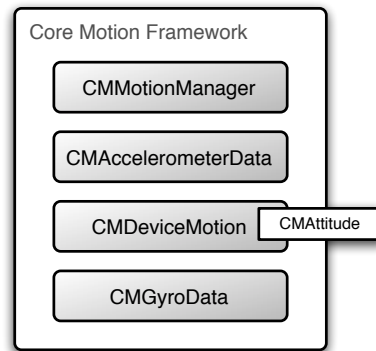 Core Motion Framework
CMMotionManager
CMAccelerometerData
CMDeviceMotion
CMAttitude
CMGyroData